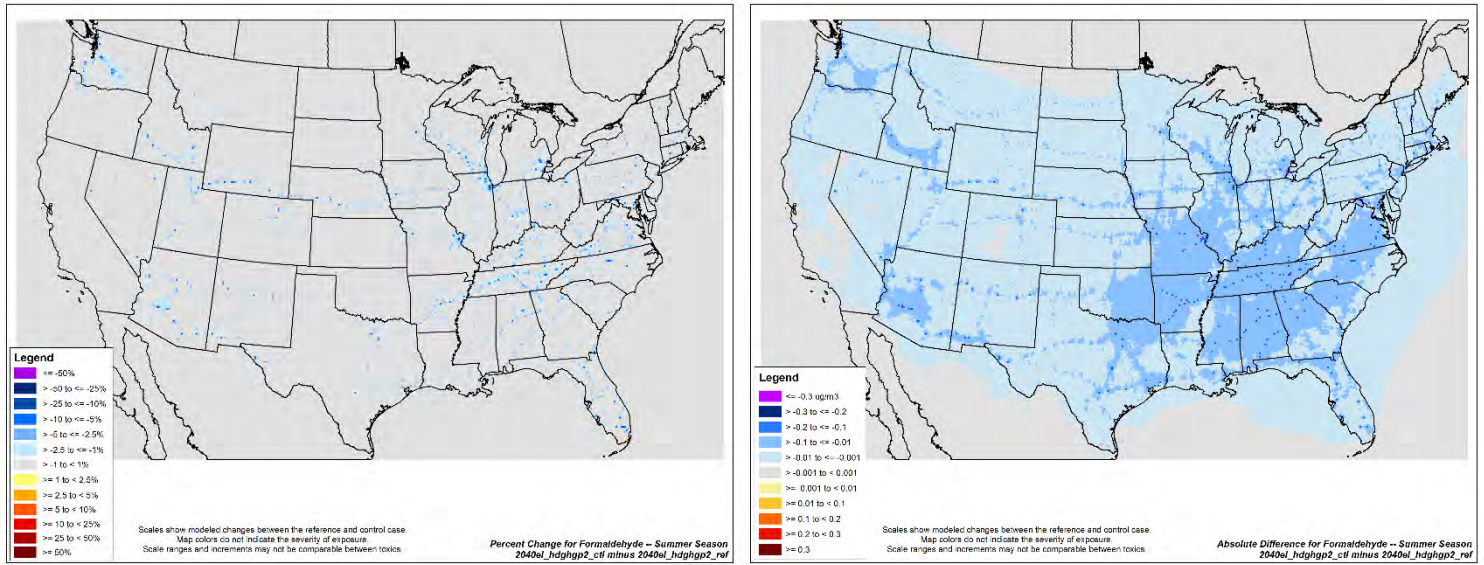 Legend
<= -50%
> -50 to <= -25%
> -25 to <= -10%
> -10 to <= -5%
> -5 to <= -2.5%
> -2.5 to <= -1%
> -1 to < 1%
>= 1 to < 2.5%
>= 2.5 to < 5%
>= 5 to < 10%
>= 10 to < 25%
>= 25 to < 50%
>= 50%
Scales show modeled changes between the reference and control case.
Map colors do not indicate the severity of exposure.
Scale ranges and increments may not be comparable between toxics.
Percent Change for Formaldehyde -- Summer Season
2040el_hdghgp2_ctl minus 2040el_hdghgp2_ref
Legend
<= -0.3 ug/m3
> -0.3 to <= -0.2
> -0.2 to <= -0.1
> -0.1 to <= -0.01
> -0.01 to <= -0.001
> -0.001 to < 0.001
>= 0.001 to < 0.01
>= 0.01 to < 0.1
>= 0.1 to < 0.2
>= 0.2 to < 0.3
>= 0.3
Scales show modeled changes between the reference and control case.
Map colors do not indicate the severity of exposure.
Scale ranges and increments may not be comparable between toxics.
Absolute Difference for Formaldehyde -- Summer Season
2040el_hdghgp2_ctl minus 2040el_hdghgp2_ref